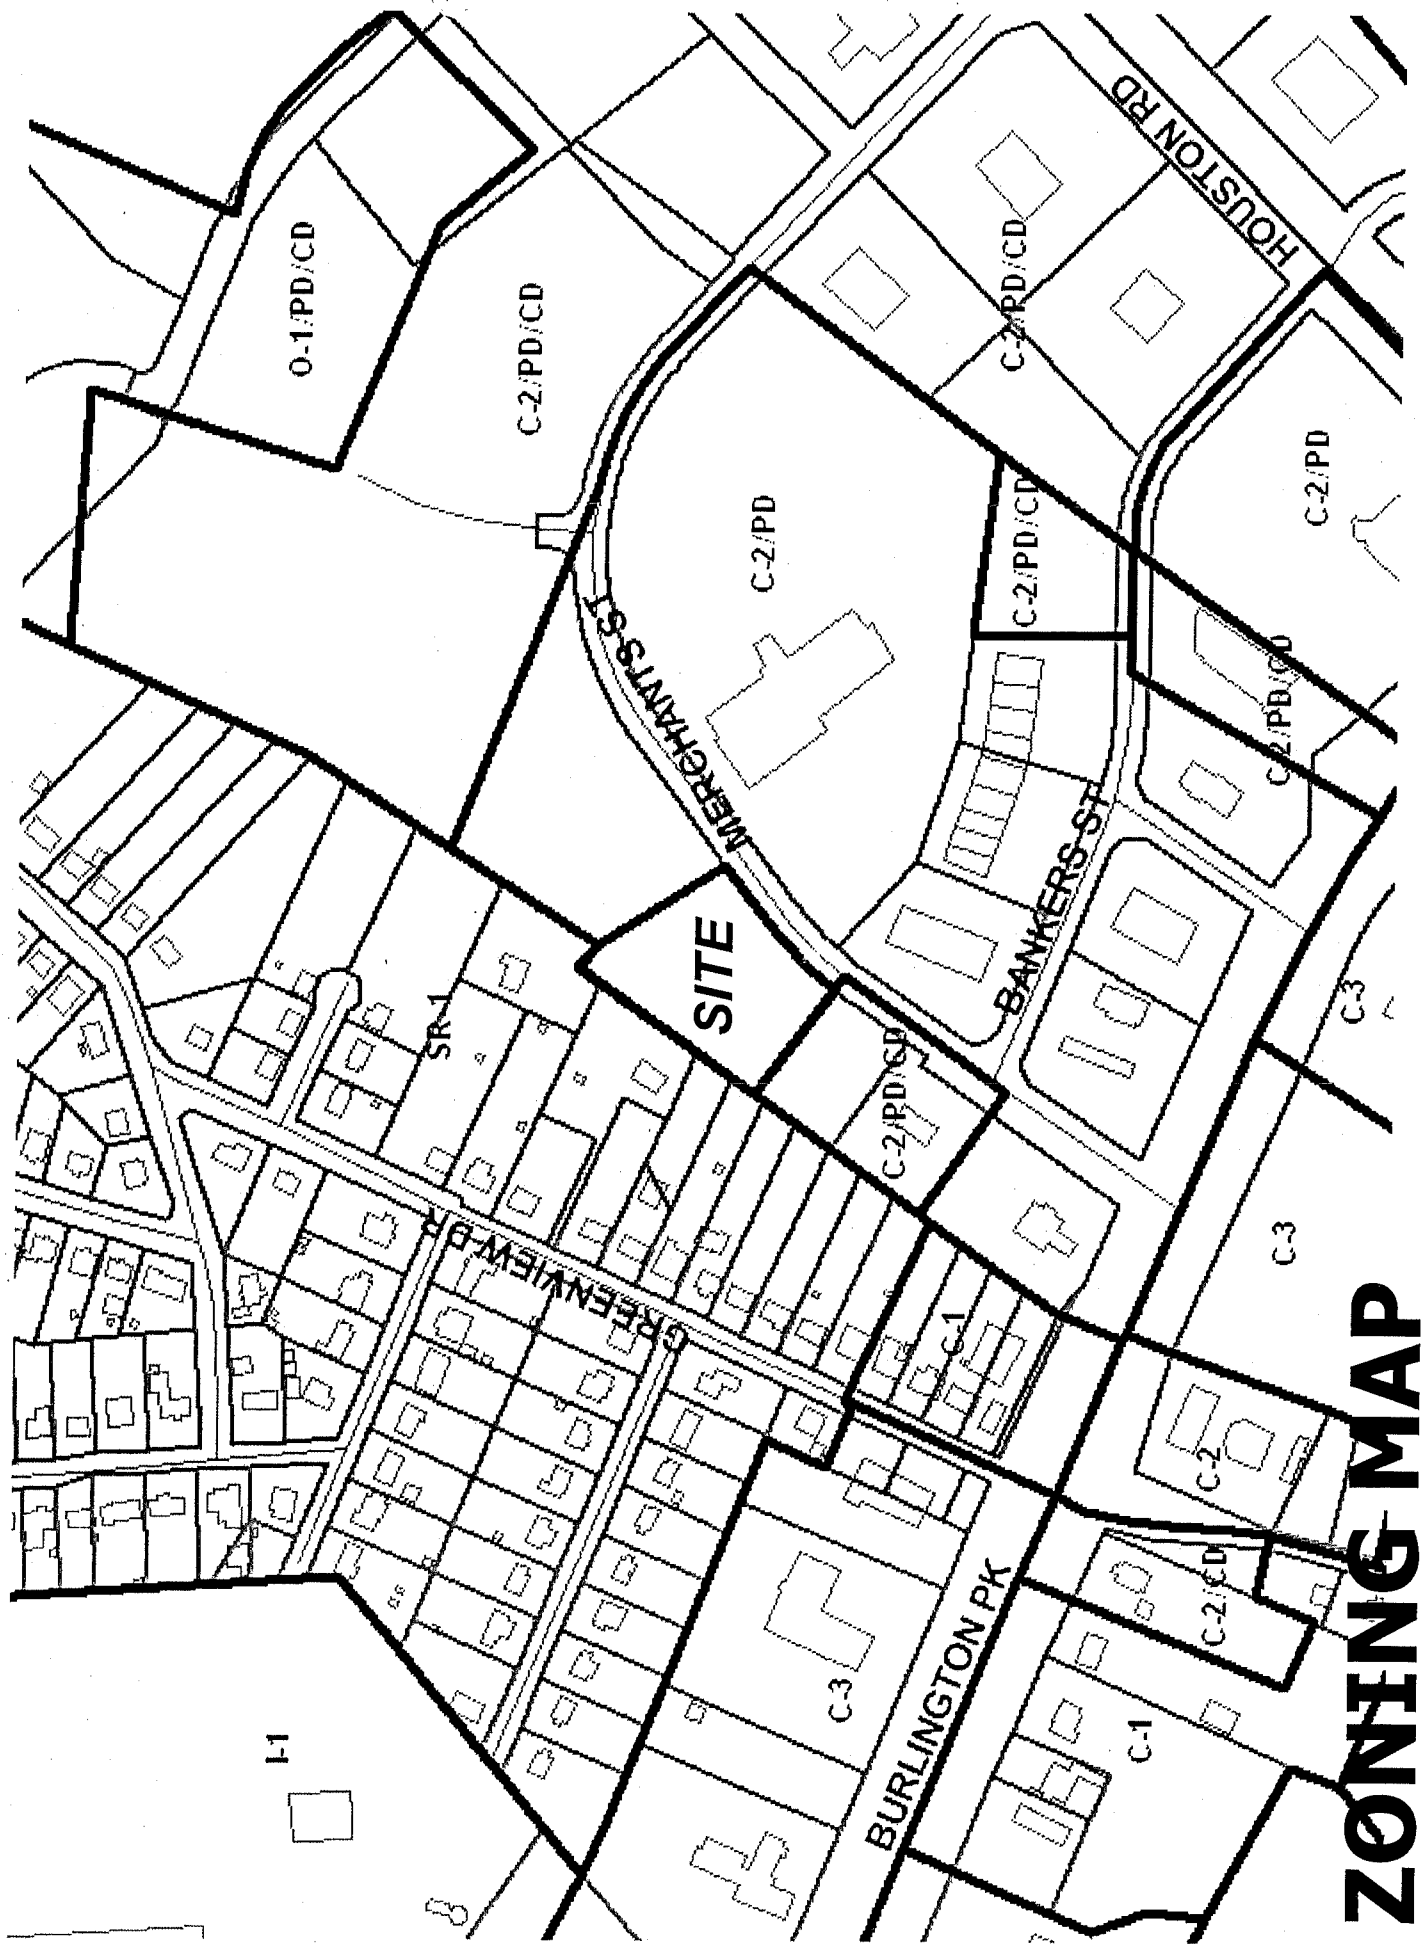 HOUSTON RD
O-1/PD/CD
C-2/PD/CD
C-2/PD/CD
C-2/PD
C-2/PD/CD
C-2/PD
MERCHANTS ST
C-2/PD/CD
BANKERS ST
SITE
SR-1
C-2/PD/CD
C-3
C-3
GREENVIEW DR
C-1
C-2
C-2/CD
C-3
BURLINGTON PK
C-1
I-1
ZONING MAP